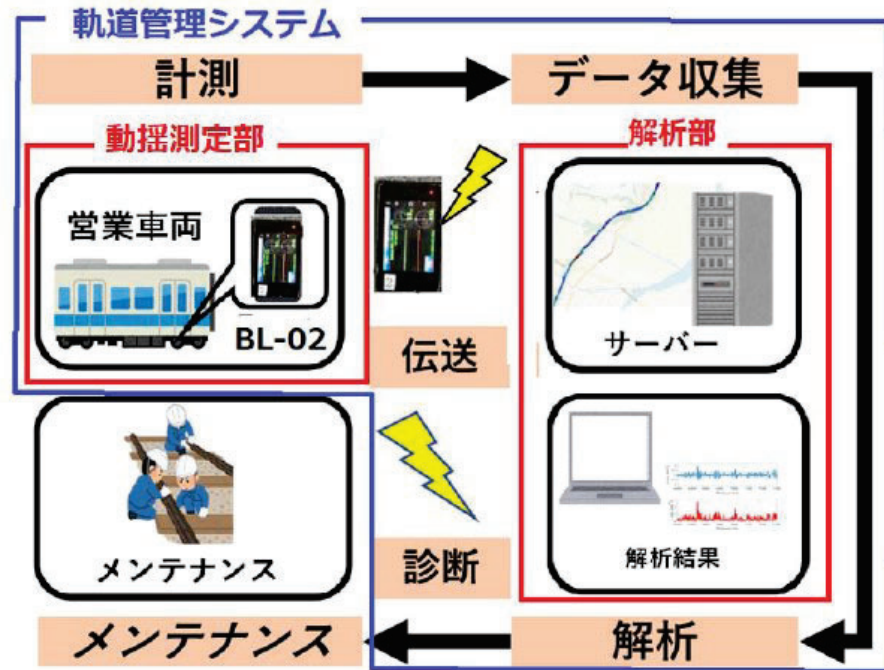 軌道管理システム
計測
データ収集
動揺測定部
解析部
営業車両
BL-02
伝送
サーバー
メンテナンス
診断
解析結果
メンテナンス
解析